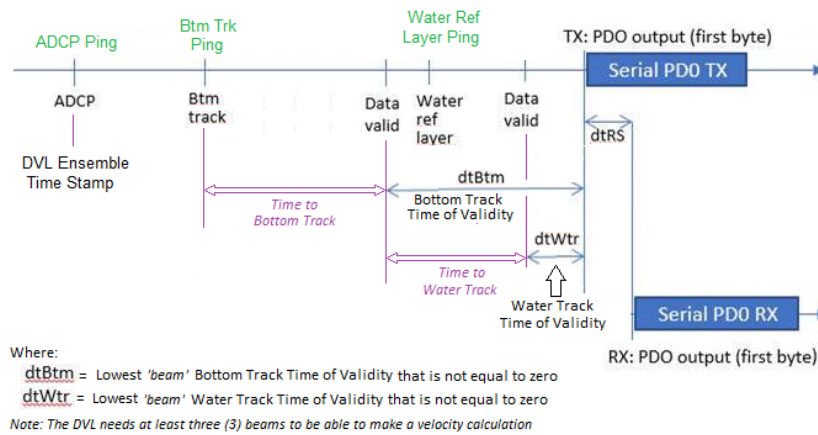 ADCP Ping
Btm Trk
Ping
Water Ref
Layer Ping
TX: PDO output (first byte)
Serial PD0 TX
ADCP
Btm
track
Data
valid
Water
ref
layer
Data
valid
dtRS
DVL Ensemble
Time Stamp
dtBtm
Time to
Bottom Track
Bottom Track
Time of Validity
dtWtr
Time to
Water Track
Water Track
Time of Validity
Serial PD0 RX
RX: PDO output (first byte)
Where:
dtBtm = Lowest 'beam' Bottom Track Time of Validity that is not equal to zero
dtWtr = Lowest 'beam' Water Track Time of Validity that is not equal to zero
Note: The DVL needs at least three (3) beams to be able to make a velocity calculation